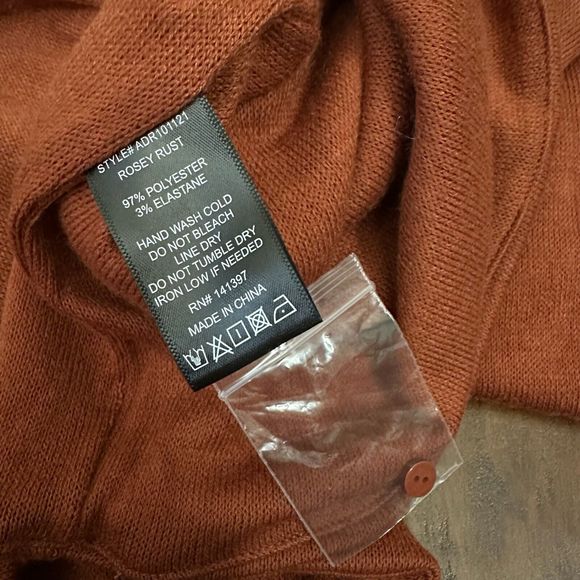 STYLE# ADR101121
ROSEY RUST
97% POLYESTER
3% ELASTANE
HAND WASH COLD
DO NOT BLEACH
LINE DRY
DO NOT TUMBLE DRY
IRON LOW IF NEEDED
RN# 141397
MADE IN CHINA